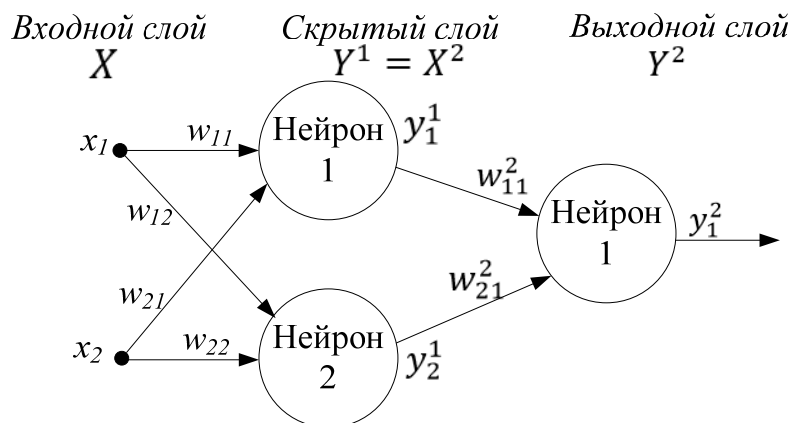 Входной слой Скрытый слой Выходной слой
X Y¹ = X² Y²
x₁ w₁₁ Нейрон 1 y₁¹
w₁₂ w₁₁² Нейрон 1 y₁²
w₂₁ w₂₁²
x₂ w₂₂ Нейрон 2 y₂¹